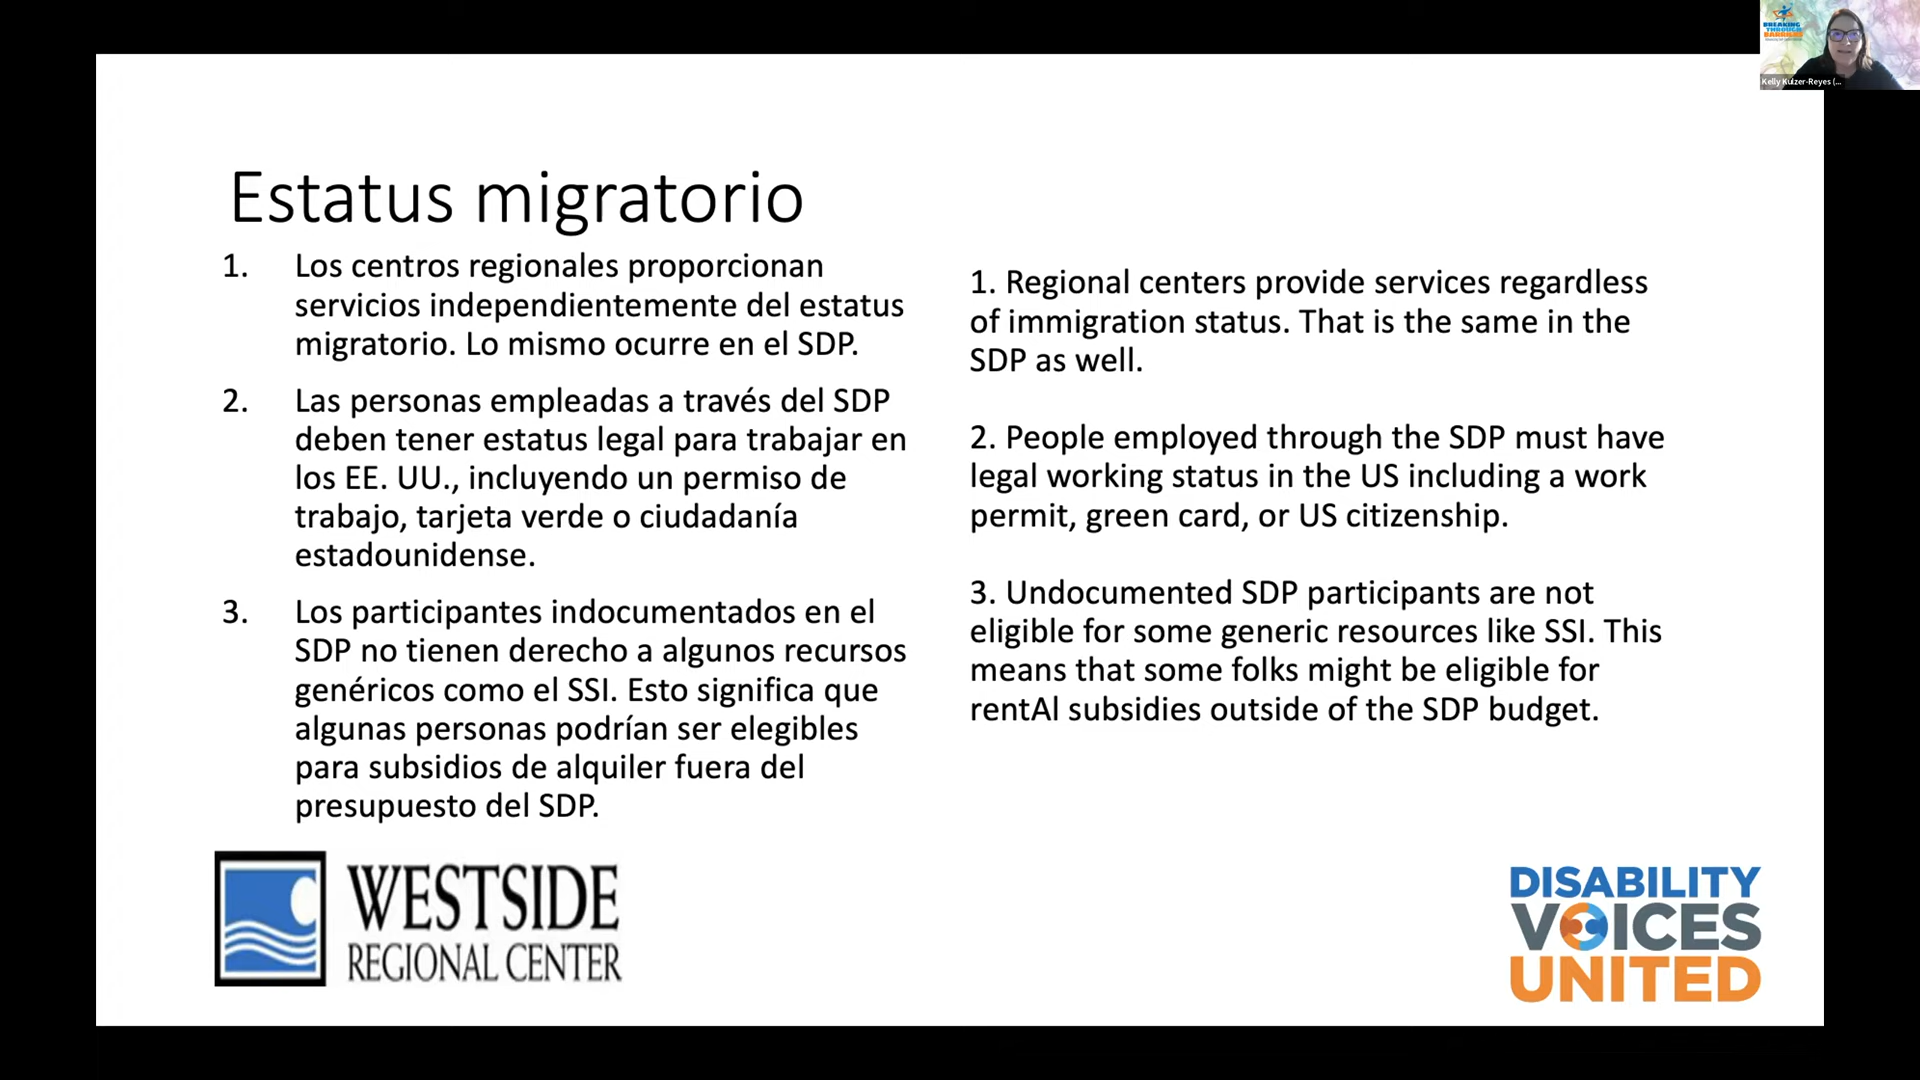 Estatus migratorio
1. Los centros regionales proporcionan
servicios independientemente del estatus
migratorio. Lo mismo ocurre en el SDP.
2. Las personas empleadas a través del SDP
deben tener estatus legal para trabajar en
los EE. UU., incluyendo un permiso de
trabajo, tarjeta verde o ciudadanía
estadounidense.
3. Los participantes indocumentados en el
SDP no tienen derecho a algunos recursos
genéricos como el SSI. Esto significa que
algunas personas podrían ser elegibles
para subsidios de alquiler fuera del
presupuesto del SDP.
1. Regional centers provide services regardless
of immigration status. That is the same in the
SDP as well.
2. People employed through the SDP must have
legal working status in the US including a work
permit, green card, or US citizenship.
3. Undocumented SDP participants are not
eligible for some generic resources like SSI. This
means that some folks might be eligible for
rentAl subsidies outside of the SDP budget.
WESTSIDE
REGIONAL CENTER
DISABILITY
VOICES
UNITED
BREAKING
THROUGH
BARRIERS
Kelly Kulzer-Reyes (...